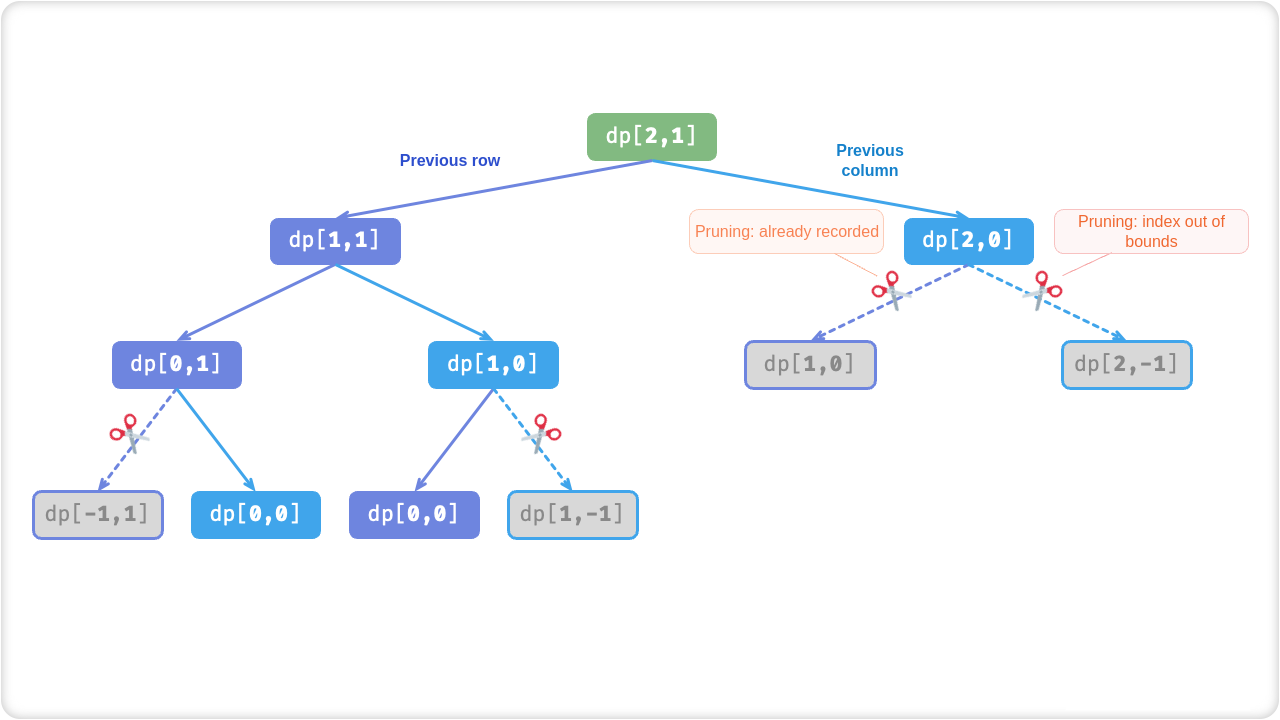 dp[2,1]
Previous row
Previous
column
Pruning: already recorded
Pruning: index out of
bounds
dp[1,1]
dp[2,0]
dp[0,1]
dp[1,0]
dp[1,0]
dp[2,-1]
dp[-1,1]
dp[0,0]
dp[0,0]
dp[1,-1]